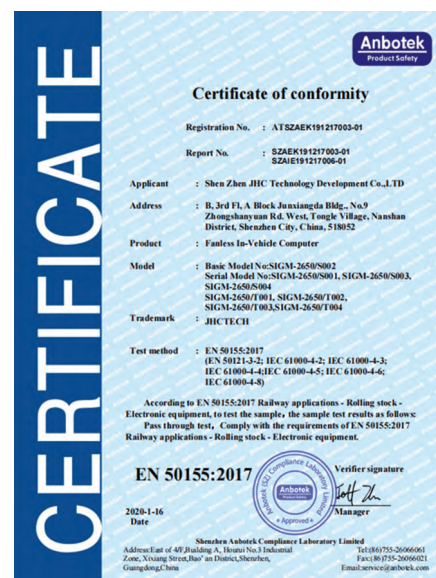 CERTIFICATE
Anbotek
Product Safety
Certificate of conformity
Registration No. : ATSZAEK191217003-01
Report No. : SZAEK191217003-01
SZAIE191217006-01
Applicant : Shen Zhen JHC Technology Development Co.,LTD
Address : B, 3rd Fl, A Block Junxiangda Bldg., No.9
Zhongshanyuan Rd. West, Tongle Village, Nanshan
District, Shenzhen City, China, 518052
Product : Fanless In-Vehicle Computer
Model : Basic Model No:SIGM-2650/S002
Serial Model No:SIGM-2650/S001, SIGM-2650/S003,
SIGM-2650/S004
SIGM-2650/T001, SIGM-2650/T002,
SIGM-2650/T003,SIGM-2650/T004
Trademark : JHCTECH
Test method : EN 50155:2017
(EN 50121-3-2; IEC 61000-4-2; IEC 61000-4-3;
IEC 61000-4-4;IEC 61000-4-5; IEC 61000-4-6;
IEC 61000-4-8)
According to EN 50155:2017 Railway applications - Rolling stock -
Electronic equipment, to test the sample, the sample test results as follows:
Pass through test, Comply with the requirements of EN 50155:2017
Railway applications - Rolling stock - Electronic equipment.
EN 50155:2017
Anbotek (SZ) Compliance Laboratory Limited
Anbotek
Product Safety
* Approved *
Verifier signature
Manager
2020-1-16
Date
Shenzhen Anbotek Compliance Laboratory Limited
Address:East of 4/F,Building A, Hourui No.3 Industrial
Zone, Xixiang Street,Bao' an District,Shenzhen,
Guangdong,China
Tel:(86)755-26066061
Fax:(86)755-26066021
Email:service@anbotek.com